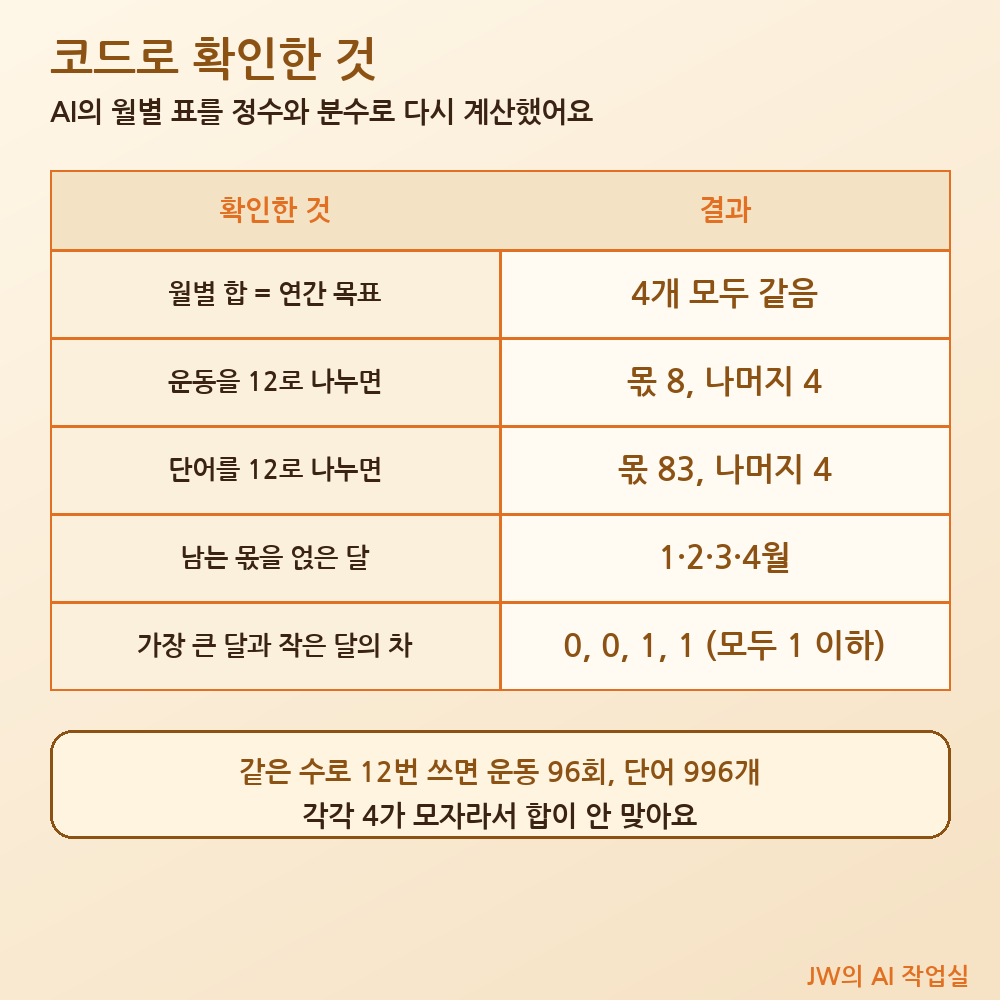 코드로 확인한 것
AI의 월별 표를 정수와 분수로 다시 계산했어요
확인한 것 결과
월별 합 = 연간 목표 4개 모두 같음
운동을 12로 나누면 몫 8, 나머지 4
단어를 12로 나누면 몫 83, 나머지 4
남는 몫을 얹은 달 1·2·3·4월
가장 큰 달과 작은 달의 차 0, 0, 1, 1 (모두 1 이하)
같은 수로 12번 쓰면 운동 96회, 단어 996개
각각 4가 모자라서 합이 안 맞아요
JW의 AI 작업실